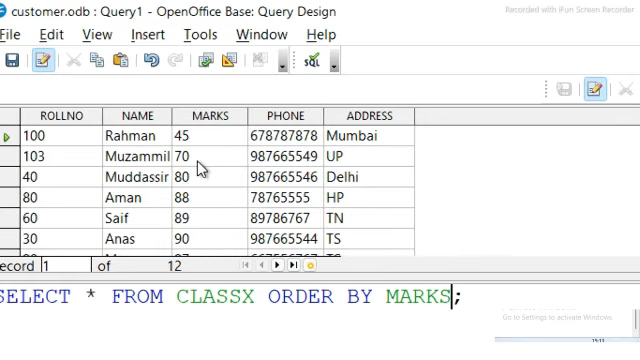 customer.odb : Query1 - OpenOffice Base: Query Design
Recorded with iFun Screen Recorder
File Edit View Insert Tools Window Help
SQL
ROLLNO NAME MARKS PHONE ADDRESS
100 Rahman 45 678787878 Mumbai
103 Muzammil 70 987665549 UP
40 Muddassir 80 987665546 Delhi
80 Aman 88 78765555 HP
60 Saif 89 89786767 TN
30 Anas 90 987665544 TS
ecord 1 of 12
SELECT * FROM CLASSX ORDER BY MARKS;
Activate Windows
Go to Settings to activate Windows.